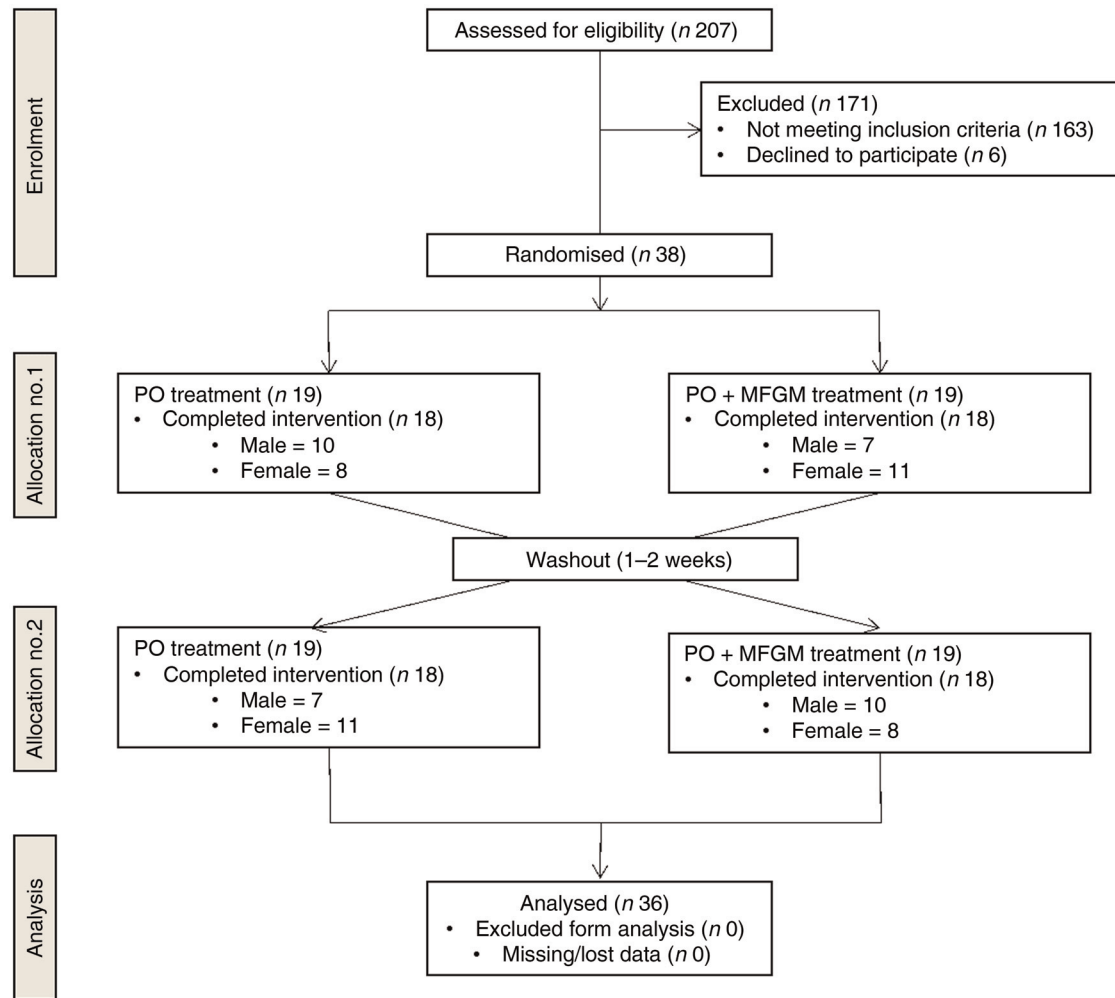 Enrolment
Assessed for eligibility (n 207)
Excluded (n 171)
• Not meeting inclusion criteria (n 163)
• Declined to participate (n 6)
Randomised (n 38)
Allocation no.1
PO treatment (n 19)
• Completed intervention (n 18)
• Male = 10
• Female = 8
PO + MFGM treatment (n 19)
• Completed intervention (n 18)
• Male = 7
• Female = 11
Washout (1–2 weeks)
Allocation no.2
PO treatment (n 19)
• Completed intervention (n 18)
• Male = 7
• Female = 11
PO + MFGM treatment (n 19)
• Completed intervention (n 18)
• Male = 10
• Female = 8
Analysis
Analysed (n 36)
• Excluded form analysis (n 0)
• Missing/lost data (n 0)